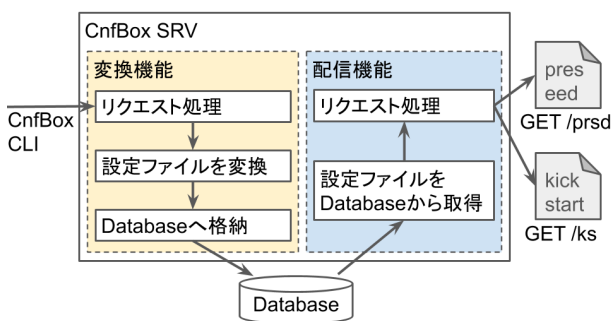 CnfBox SRV
変換機能
リクエスト処理
設定ファイルを変換
Databaseへ格納
配信機能
リクエスト処理
設定ファイルを
Databaseから取得
CnfBox
CLI
Database
pres
eed
GET /prsd
kick
start
GET /ks